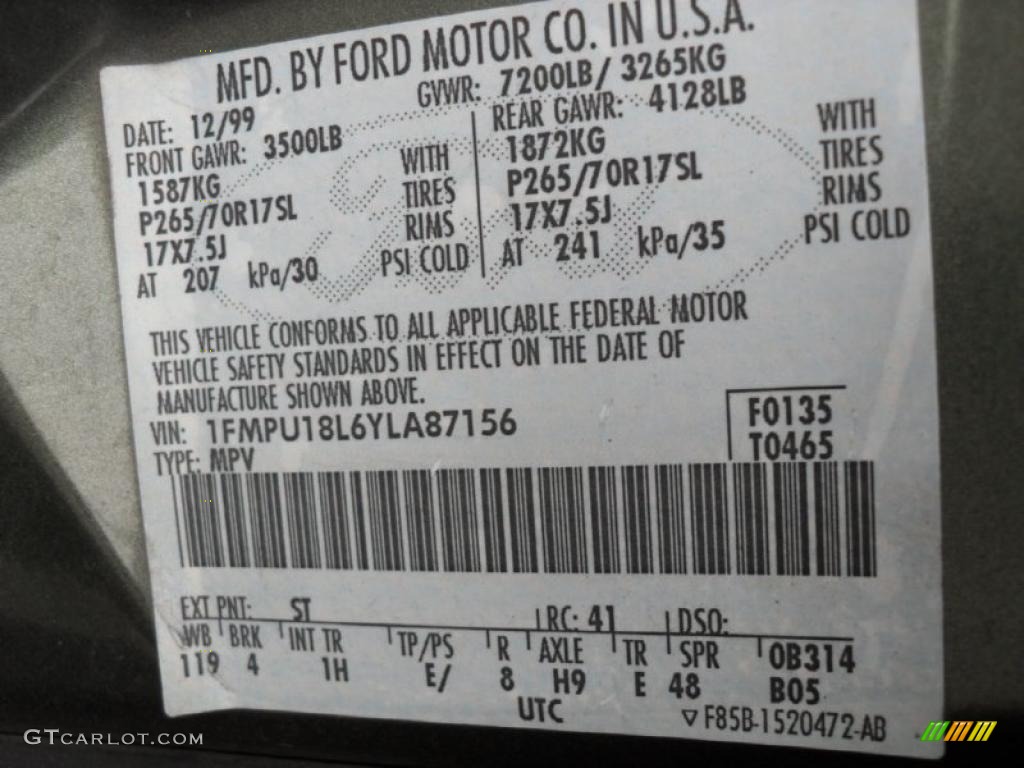 MFD. BY FORD MOTOR CO. IN U.S.A.
DATE: 12/99 GVWR: 7200LB/ 3265KG
FRONT GAWR: 3500LB REAR GAWR: 4128LB
1587KG WITH 1872KG WITH
P265/70R17SL TIRES P265/70R17SL TIRES
17X7.5J RIMS 17X7.5J RIMS
AT 207 kPa/30 PSI COLD AT 241 kPa/35 PSI COLD
THIS VEHICLE CONFORMS TO ALL APPLICABLE FEDERAL MOTOR
VEHICLE SAFETY STANDARDS IN EFFECT ON THE DATE OF
MANUFACTURE SHOWN ABOVE.
VIN: 1FMPU18L6YLA87156 F0135
TYPE: MPV T0465
EXT PNT: ST RC: 41 DSO:
WB BRK INT TR TP/PS R AXLE TR SPR 0B314
119 4 1H E/ 8 H9 E 48 B05
UTC ▽F85B-1520472-AB
GTCARLOT.COM